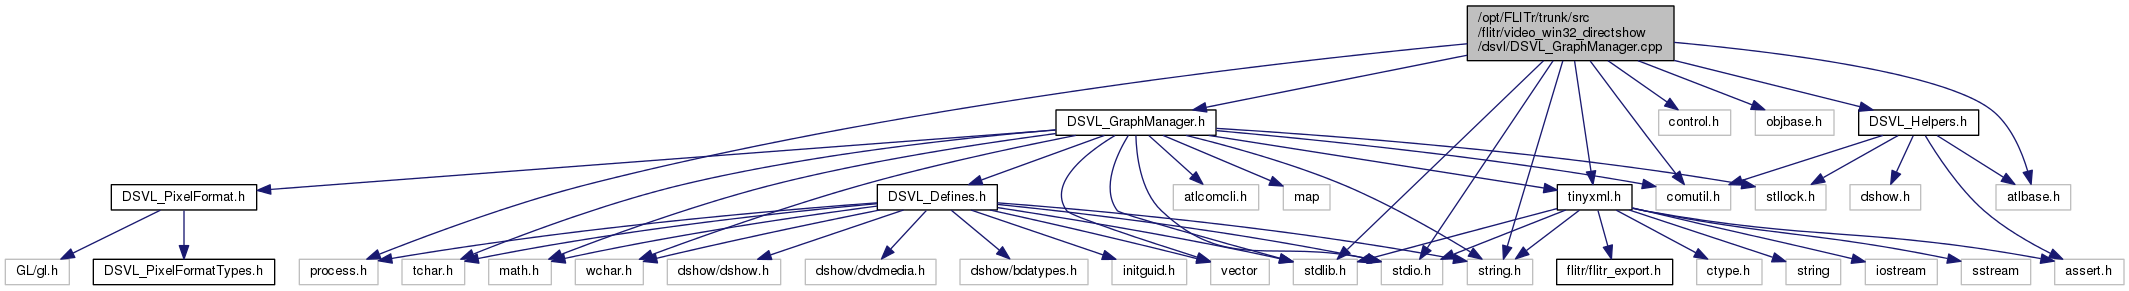 /opt/FLITr/trunk/src
/flitr/video_win32_directshow
/dsvl/DSVL_GraphManager.cpp
DSVL_GraphManager.h
control.h
objbase.h
DSVL_Helpers.h
DSVL_PixelFormat.h
DSVL_Defines.h
atlcomcli.h
map
tinyxml.h
comutil.h
stllock.h
dshow.h
atlbase.h
GL/gl.h
DSVL_PixelFormatTypes.h
process.h
tchar.h
math.h
wchar.h
dshow/dshow.h
dshow/dvdmedia.h
dshow/bdatypes.h
initguid.h
vector
stdlib.h
stdio.h
string.h
flitr/flitr_export.h
ctype.h
string
iostream
sstream
assert.h